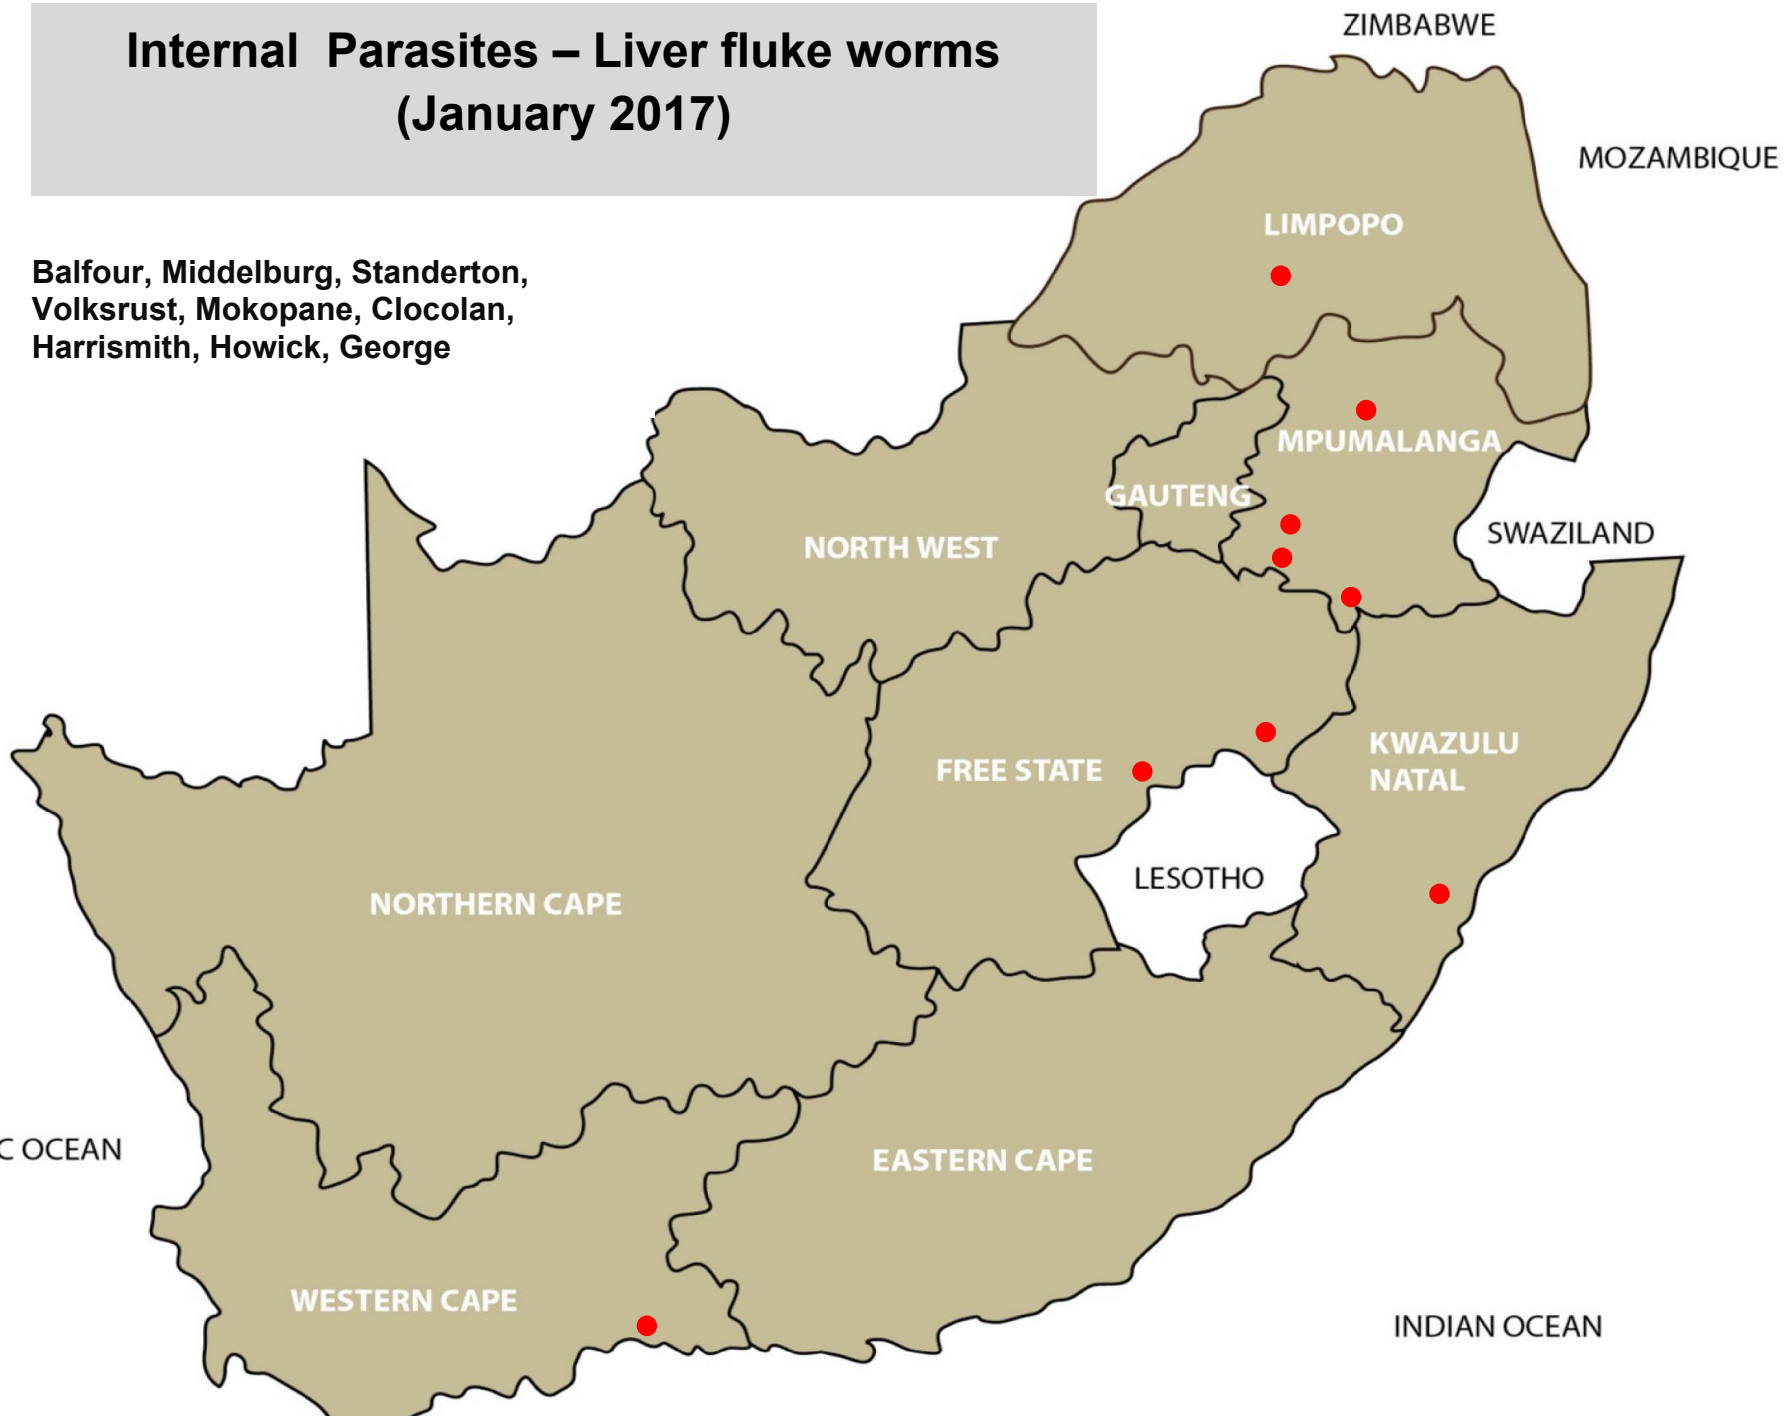 Internal Parasites – Liver fluke worms
(January 2017)
Balfour, Middelburg, Standerton,
Volksrust, Mokopane, Clocolan,
Harrismith, Howick, George
ZIMBABWE
MOZAMBIQUE
LIMPOPO
MPUMALANGA
GAUTENG
SWAZILAND
NORTH WEST
KWAZULU
NATAL
FREE STATE
LESOTHO
NORTHERN CAPE
C OCEAN
EASTERN CAPE
WESTERN CAPE
INDIAN OCEAN